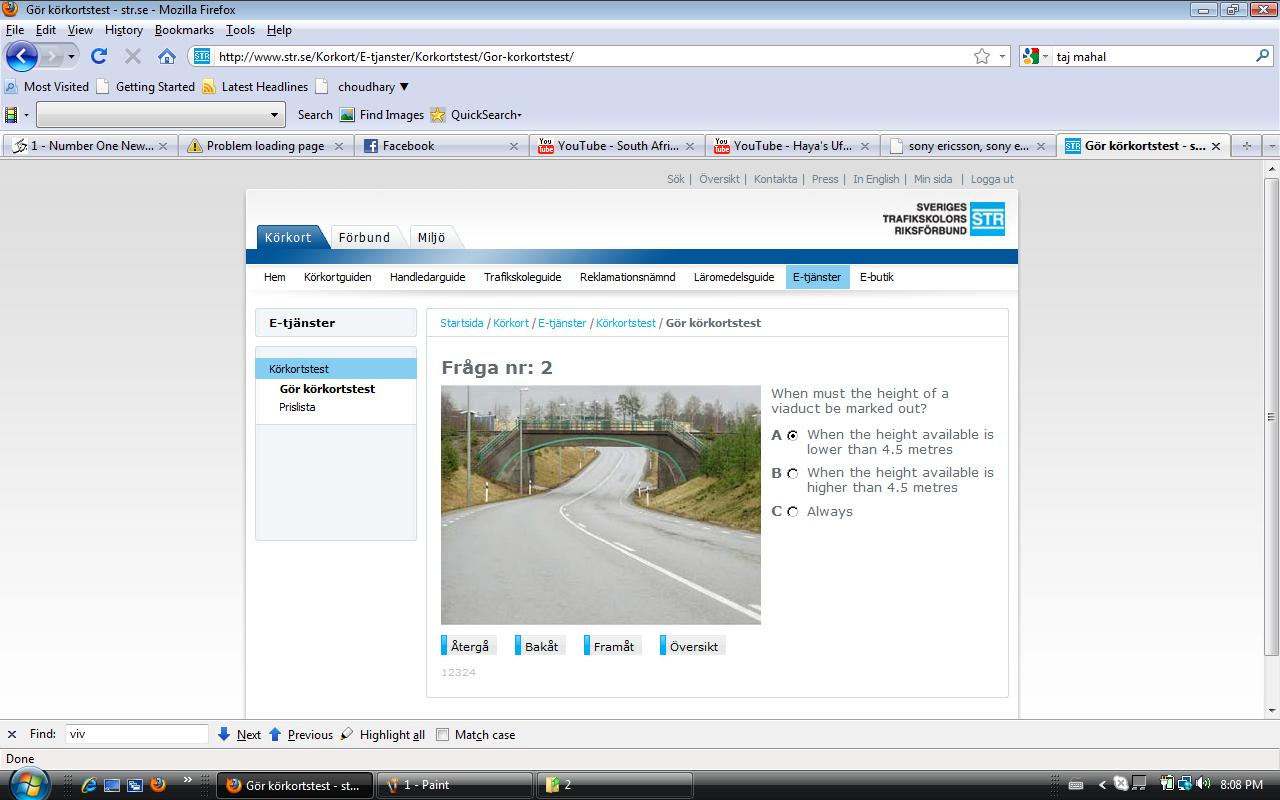 Gör körkortstest - str.se - Mozilla Firefox
File Edit View History Bookmarks Tools Help
STR http://www.str.se/Korkort/E-tjanster/Korkortstest/Gor-korkortstest/ taj mahal
Most Visited Getting Started Latest Headlines choudhary
Search Find Images QuickSearch
1 - Number One New... Problem loading page Facebook YouTube - South Afri... YouTube - Haya's Uf... sony ericsson, sony e... Gör körkortstest - s...
Sök | Översikt | Kontakta | Press | In English | Min sida | Logga ut
SVERIGES
TRAFIKSKOLORS STR
RIKSFÖRBUND
Körkort Förbund Miljö
Hem Körkortguiden Handledarguide Trafikskoleguide Reklamationsnämnd Läromedelsguide E-tjänster E-butik
E-tjänster
Körkortstest
Gör körkortstest
Prislista
Startsida / Körkort / E-tjänster / Körkortstest / Gör körkortstest
Fråga nr: 2
When must the height of a
viaduct be marked out?
A When the height available is
lower than 4.5 metres
B When the height available is
higher than 4.5 metres
C Always
Återgå Bakåt Framåt Översikt
12324
Find: viv Next Previous Highlight all Match case
Done
Gör körkortstest - st... 1 - Paint 2 8:08 PM